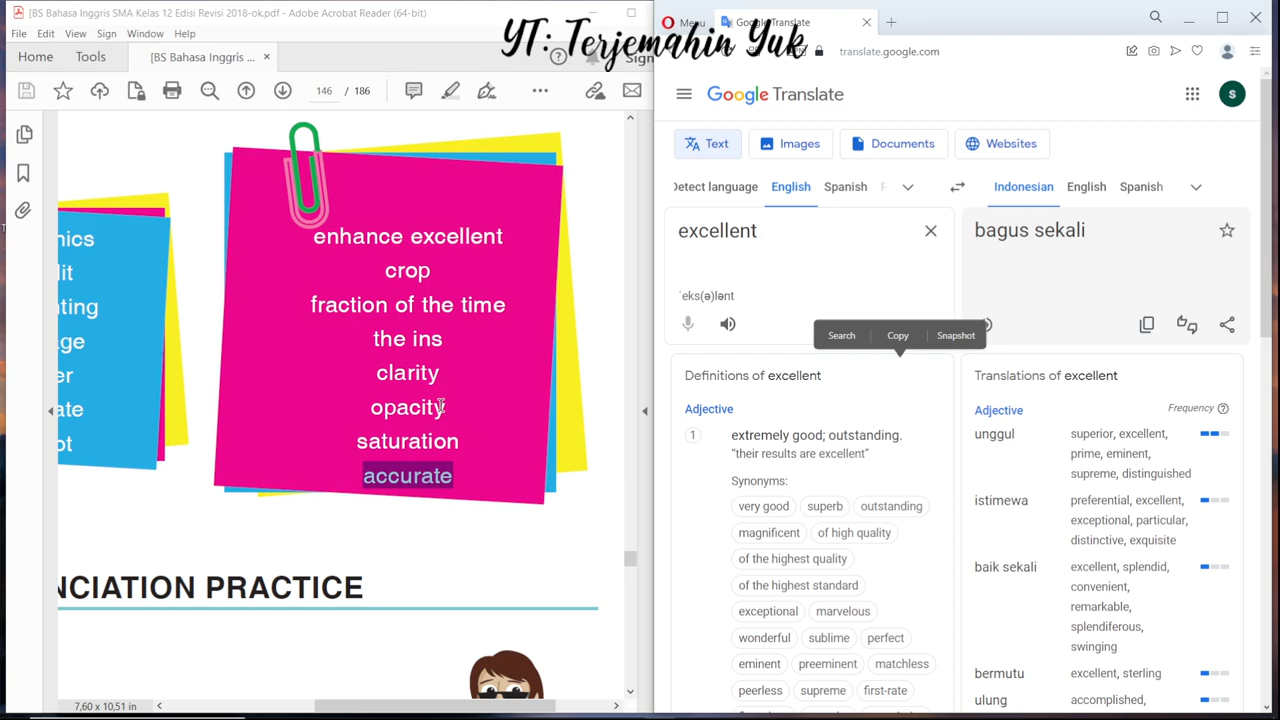 [BS Bahasa Inggris SMA Kelas 12 Edisi Revisi 2018-ok.pdf - Adobe Acrobat Reader (64-bit)
File Edit View Sign Window Help
Home Tools [BS Bahasa Inggris ... ×
Sign
146 / 186
YT: Terjemahin Yuk
nics
lit
ting
ge
er
ate
ot
enhance excellent
crop
fraction of the time
the ins
clarity
opacity
saturation
accurate
NCIATION PRACTICE
7,60 x 10,51 in
Menu
Google Translate
translate.google.com
Google Translate
S
Text Images Documents Websites
Detect language English Spanish
Indonesian English Spanish
excellent
ˈeks(ə)lənt
bagus sekali
Search Copy Snapshot
Definitions of excellent
Adjective
1 extremely good; outstanding.
"their results are excellent"
Synonyms:
very good superb outstanding
magnificent of high quality
of the highest quality
of the highest standard
exceptional marvelous
wonderful sublime perfect
eminent preeminent matchless
peerless supreme first-rate
Translations of excellent
Adjective Frequency
unggul superior, excellent,
prime, eminent,
supreme, distinguished
istimewa preferential, excellent,
exceptional, particular,
distinctive, exquisite
baik sekali excellent, splendid,
convenient,
remarkable,
splendiferous,
swinging
bermutu excellent, sterling
ulung accomplished,